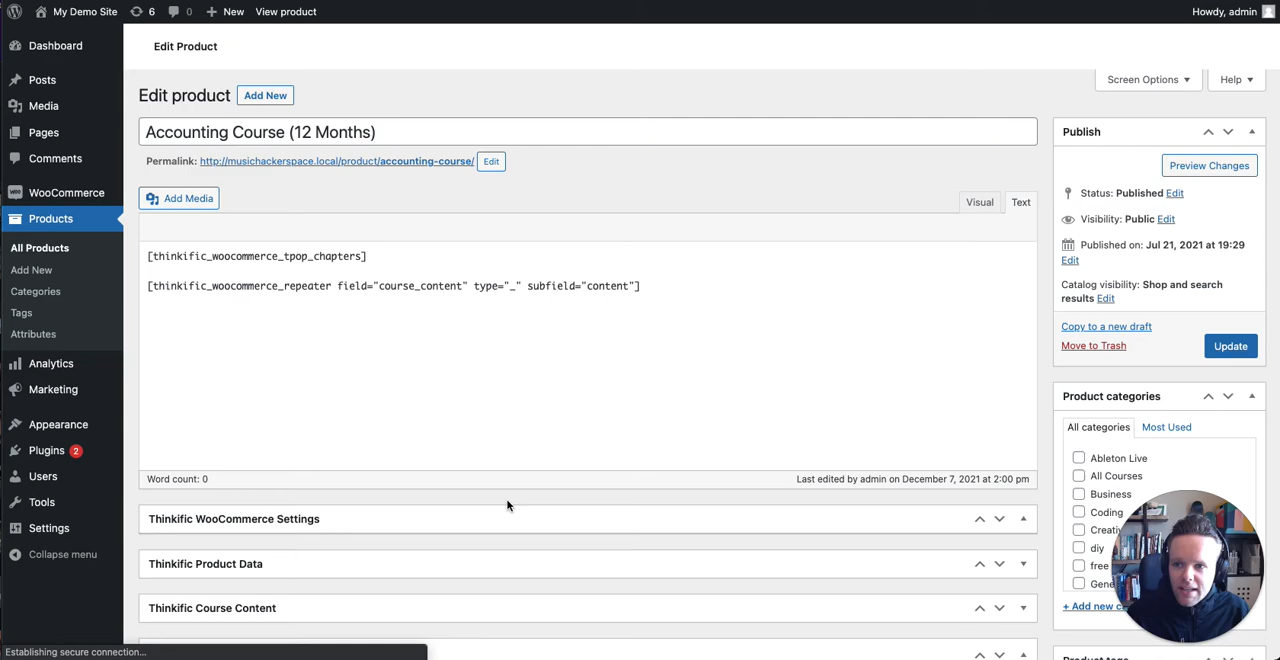 My Demo Site
6
0
New
View product
Howdy, admin
Dashboard
Posts
Media
Pages
Comments
WooCommerce
Products
All Products
Add New
Categories
Tags
Attributes
Analytics
Marketing
Appearance
Plugins 2
Users
Tools
Settings
Collapse menu
Edit Product
Screen Options
Help
Edit product
Add New
Accounting Course (12 Months)
Permalink: http://musichackerspace.local/product/accounting-course/ Edit
Add Media
Visual
Text
[thinkific_woocommerce_tpop_chapters]
[thinkific_woocommerce_repeater field="course_content" type="_" subfield="content"]
Word count: 0
Last edited by admin on December 7, 2021 at 2:00 pm
Thinkific WooCommerce Settings
Thinkific Product Data
Thinkific Course Content
Publish
Preview Changes
Status: Published Edit
Visibility: Public Edit
Published on: Jul 21, 2021 at 19:29
Edit
Catalog visibility: Shop and search
results Edit
Copy to a new draft
Move to Trash
Update
Product categories
All categories
Most Used
Ableton Live
All Courses
Business
Coding
diy
free
+ Add new
Establishing secure connection...